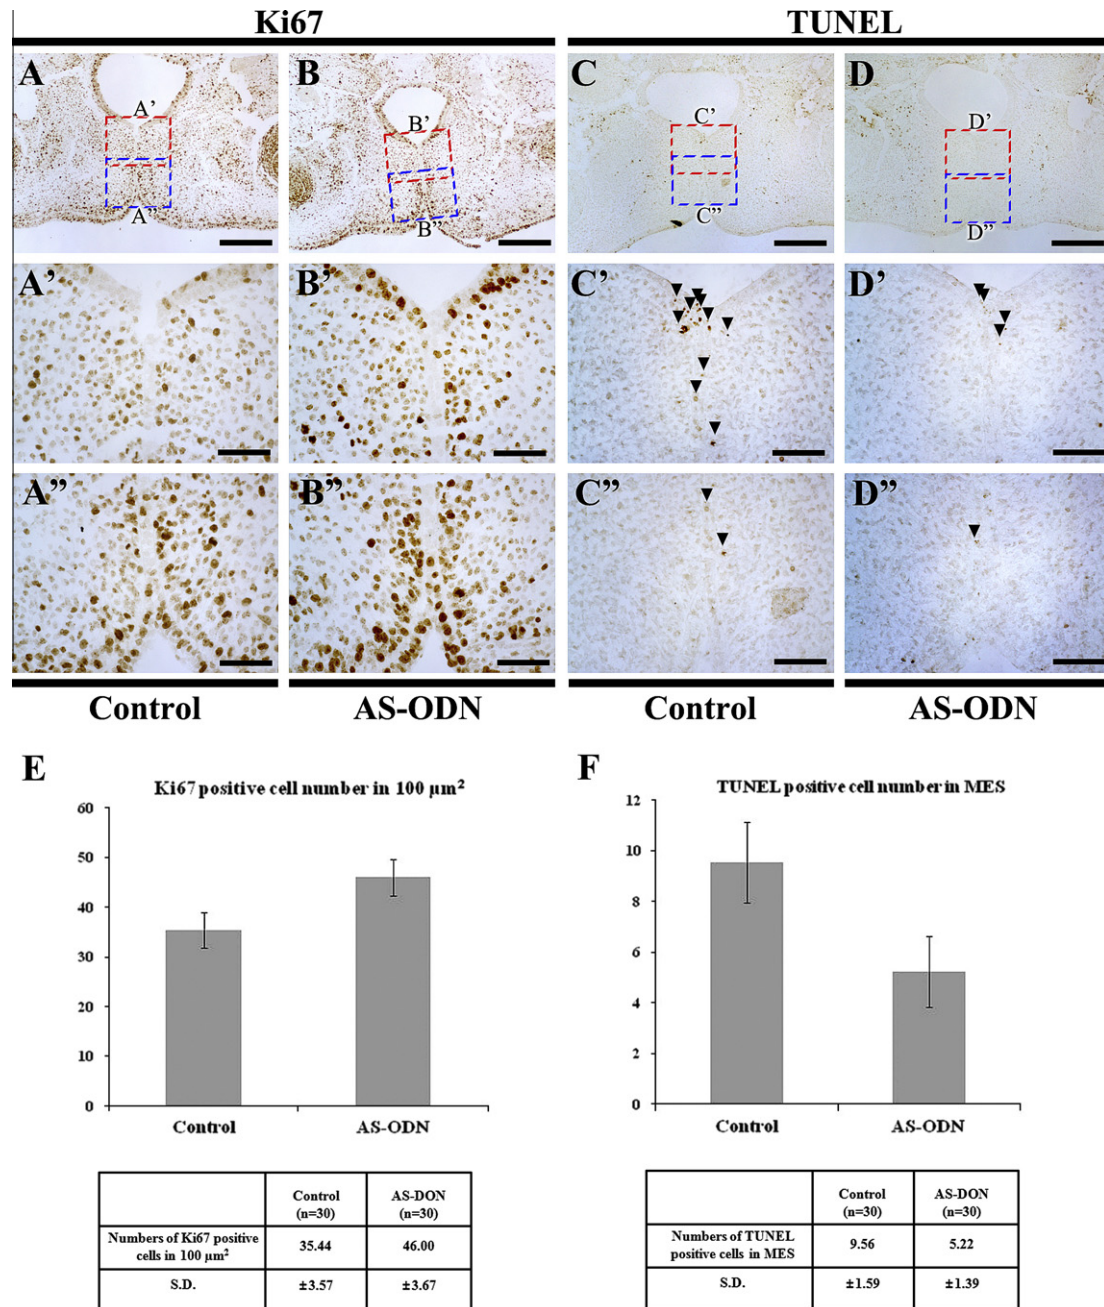 Ki67
TUNEL
A
B
C
D
A'
B'
C'
D'
A"
B"
C"
D"
A'
B'
C'
D'
A"
B"
C"
D"
Control
AS-ODN
Control
AS-ODN
E
Ki67 positive cell number in 100 µm²
60
50
40
30
20
10
0
Control
AS-ODN
Control (n=30)
AS-DON (n=30)
Numbers of Ki67 positive cells in 100 µm²
35.44
46.00
S.D.
±3.57
±3.67
F
TUNEL positive cell number in MES
12
10
8
6
4
2
0
Control
AS-ODN
Control (n=30)
AS-DON (n=30)
Numbers of TUNEL positive cells in MES
9.56
5.22
S.D.
±1.59
±1.39